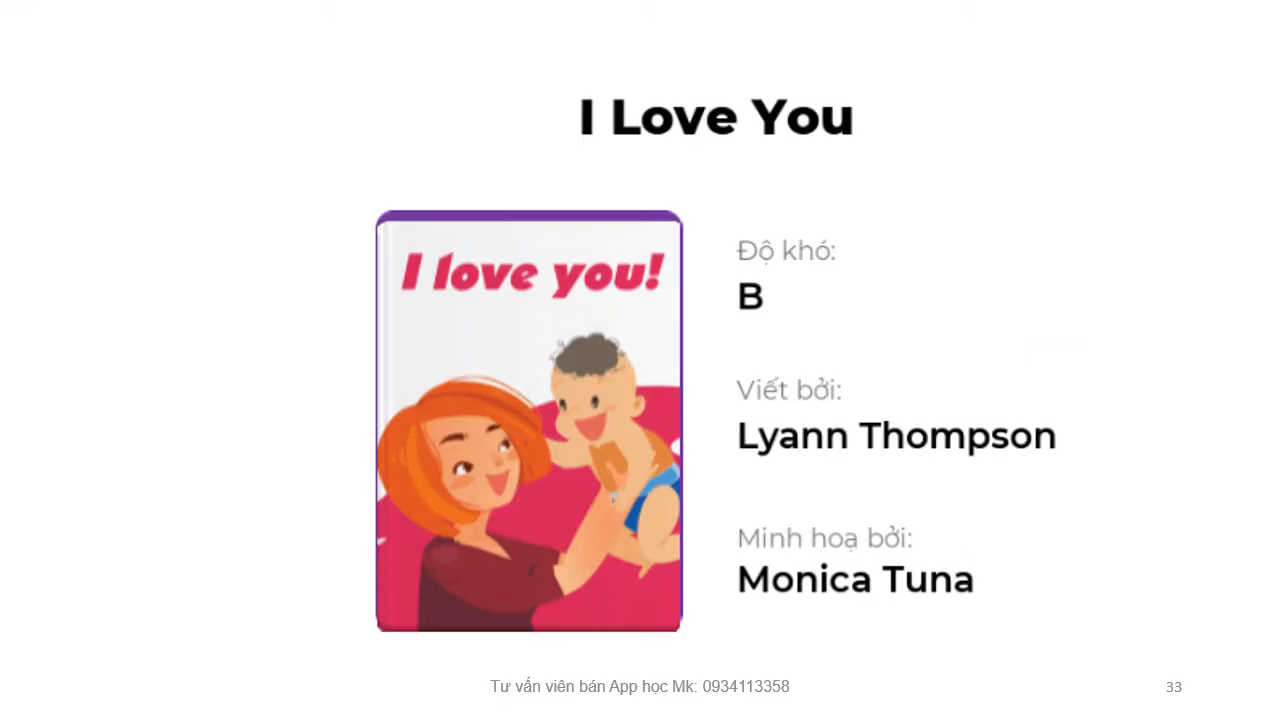 I Love You
I love you!
Độ khó:
B
Viết bởi:
Lyann Thompson
Minh hoạ bởi:
Monica Tuna
Tư vấn viên bán App học Mk: 0934113358
33